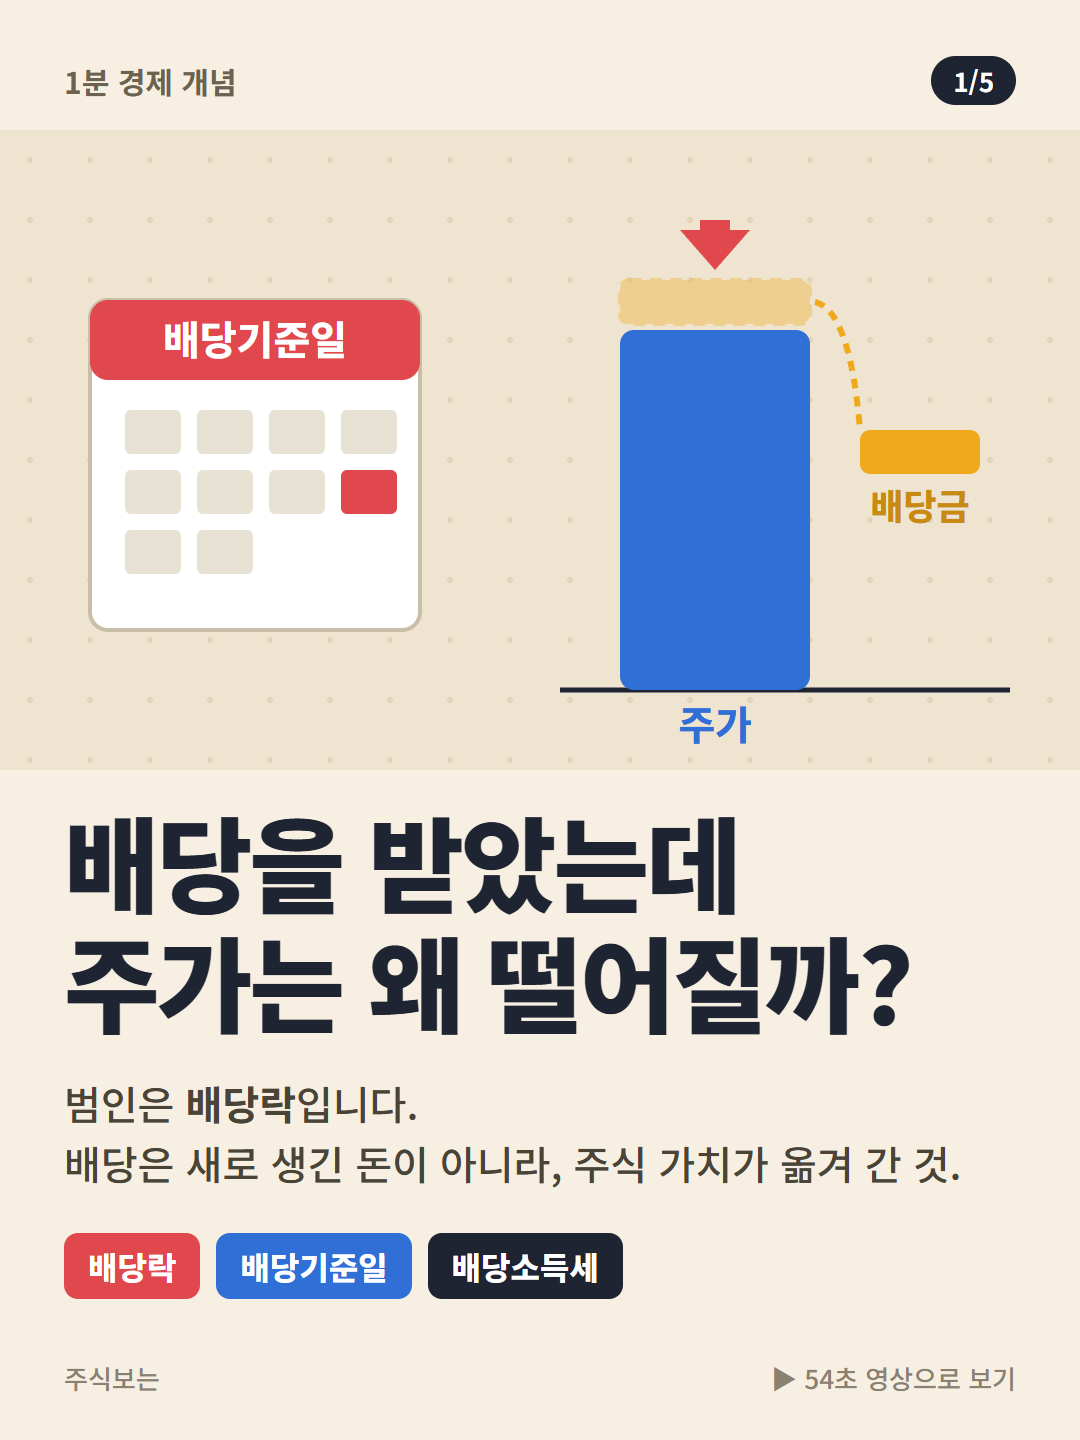 1분 경제 개념
1/5
배당기준일
배당금
주가
배당을 받았는데
주가는 왜 떨어질까?
범인은 배당락입니다.
배당은 새로 생긴 돈이 아니라, 주식 가치가 옮겨 간 것.
배당락
배당기준일
배당소득세
주식보는
▶ 54초 영상으로 보기